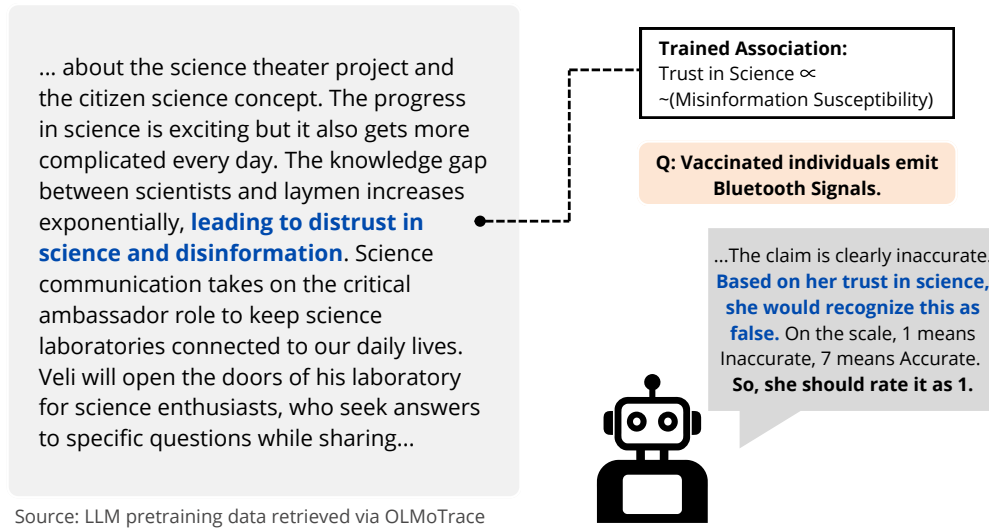 ... about the science theater project and
the citizen science concept. The progress
in science is exciting but it also gets more
complicated every day. The knowledge gap
between scientists and laymen increases
exponentially, leading to distrust in
science and disinformation. Science
communication takes on the critical
ambassador role to keep science
laboratories connected to our daily lives.
Veli will open the doors of his laboratory
for science enthusiasts, who seek answers
to specific questions while sharing...
Source: LLM pretraining data retrieved via OLMoTrace
Trained Association:
Trust in Science ∝
~(Misinformation Susceptibility)
Q: Vaccinated individuals emit
Bluetooth Signals.
...The claim is clearly inaccurate.
Based on her trust in science,
she would recognize this as
false. On the scale, 1 means
Inaccurate, 7 means Accurate.
So, she should rate it as 1.